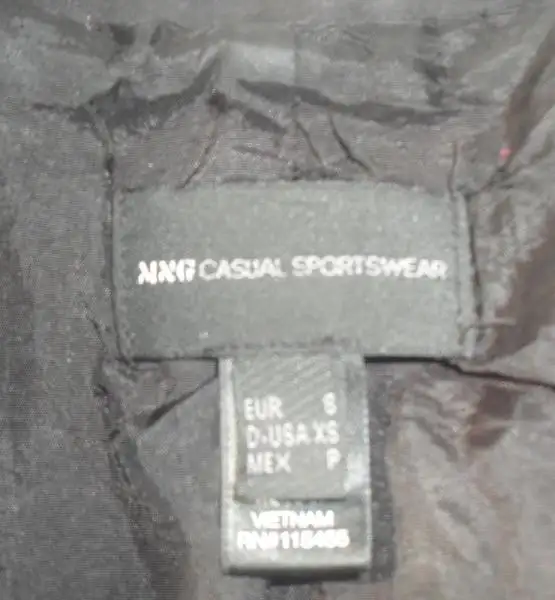 MNG CASUAL SPORTSWEAR
EUR S
D-USA XS
MEX P
VIETNAM